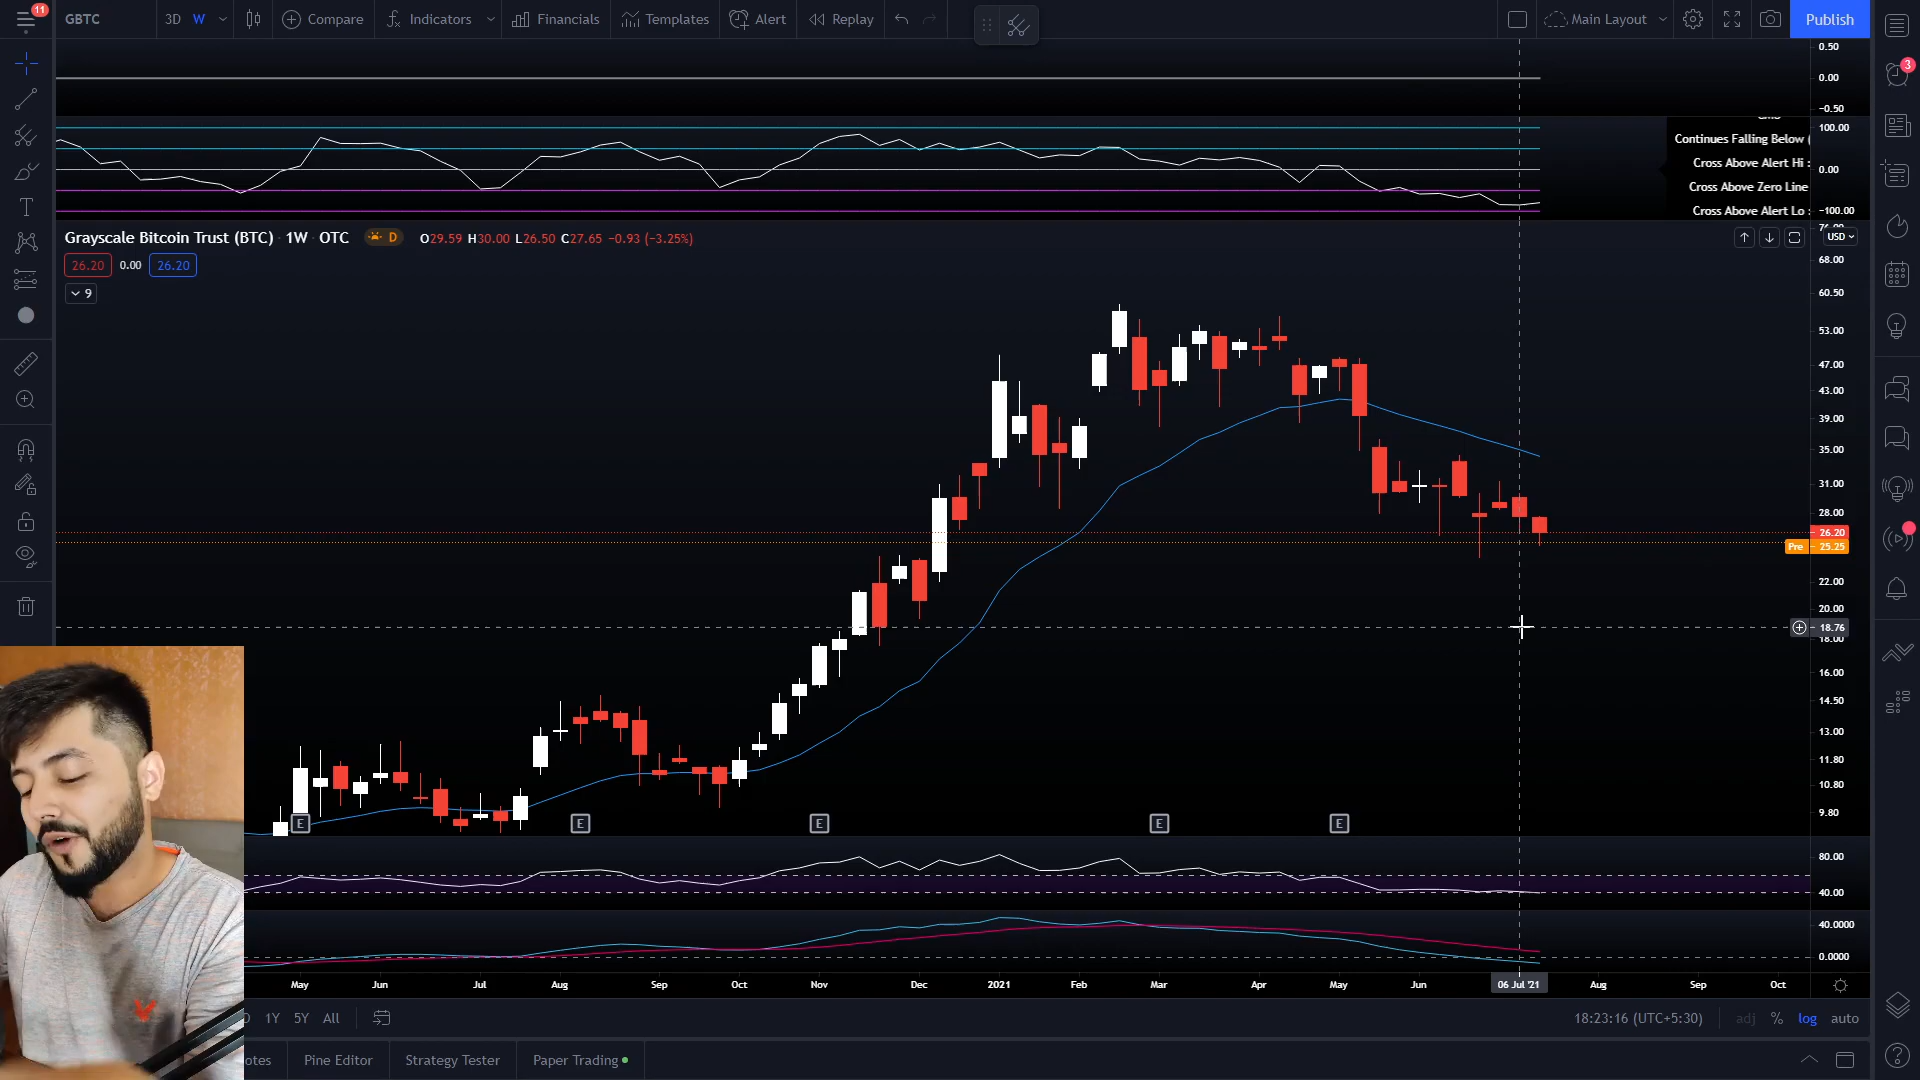 11
GBTC
3D W
Compare
Indicators
Financials
Templates
Alert
Replay
Main Layout
Publish
0.50
0.00
−0.50
3
100.00
Continues Falling Below (
Cross Above Alert Hi :
0.00
Cross Above Zero Line
Cross Above Alert Lo :
−100.00
Grayscale Bitcoin Trust (BTC) 1W OTC D O29.59 H30.00 L26.50 C27.65 −0.93 (−3.25%)
USD
26.20 0.00 26.20
9
68.00
60.50
53.00
47.00
43.00
39.00
35.00
31.00
28.00
26.20
Pre 25.25
22.00
20.00
18.76
18.00
16.00
14.50
13.00
11.80
10.80
9.80
E E E E E
80.00
40.00
40.0000
0.0000
May Jun Jul Aug Sep Oct Nov Dec 2021 Feb Mar Apr May Jun 06 Jul '21 Aug Sep Oct
1Y 5Y All
18:23:16 (UTC+5:30) adj % log auto
otes Pine Editor Strategy Tester Paper Trading